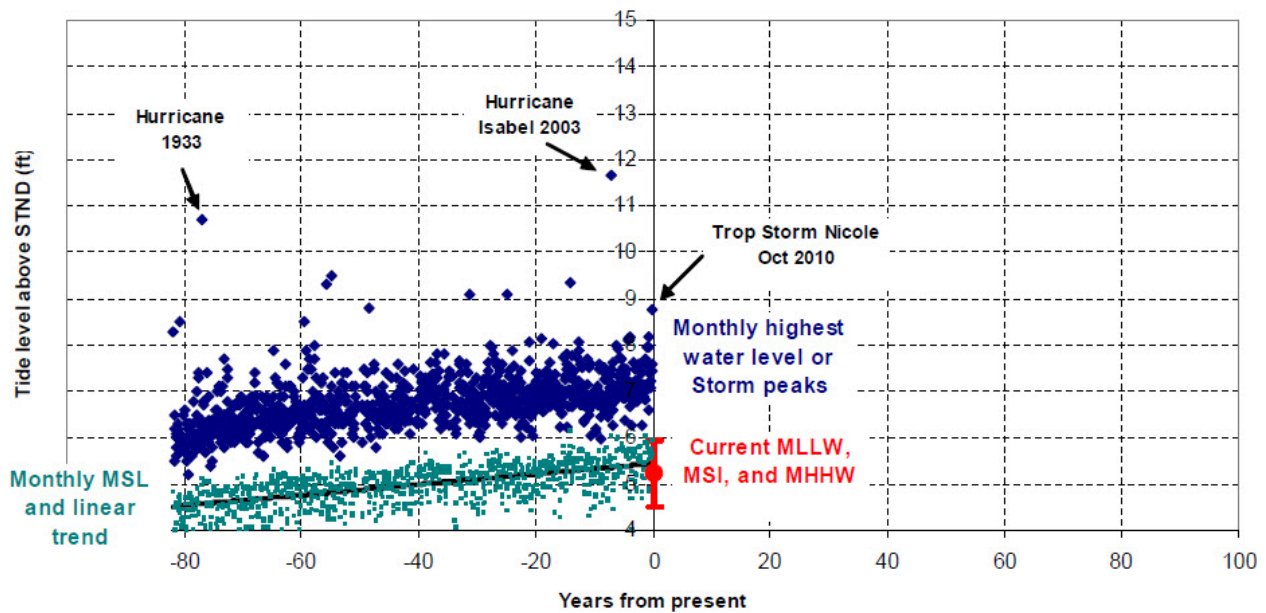 15
14
13
12
11
10
9
8
7
6
5
4
Tide level above STND (ft)
Hurricane
1933
Hurricane
Isabel 2003
Trop Storm Nicole
Oct 2010
Monthly highest
water level or
Storm peaks
Current MLLW,
MSI, and MHHW
Monthly MSL
and linear
trend
-80 -60 -40 -20 0 20 40 60 80 100
Years from present